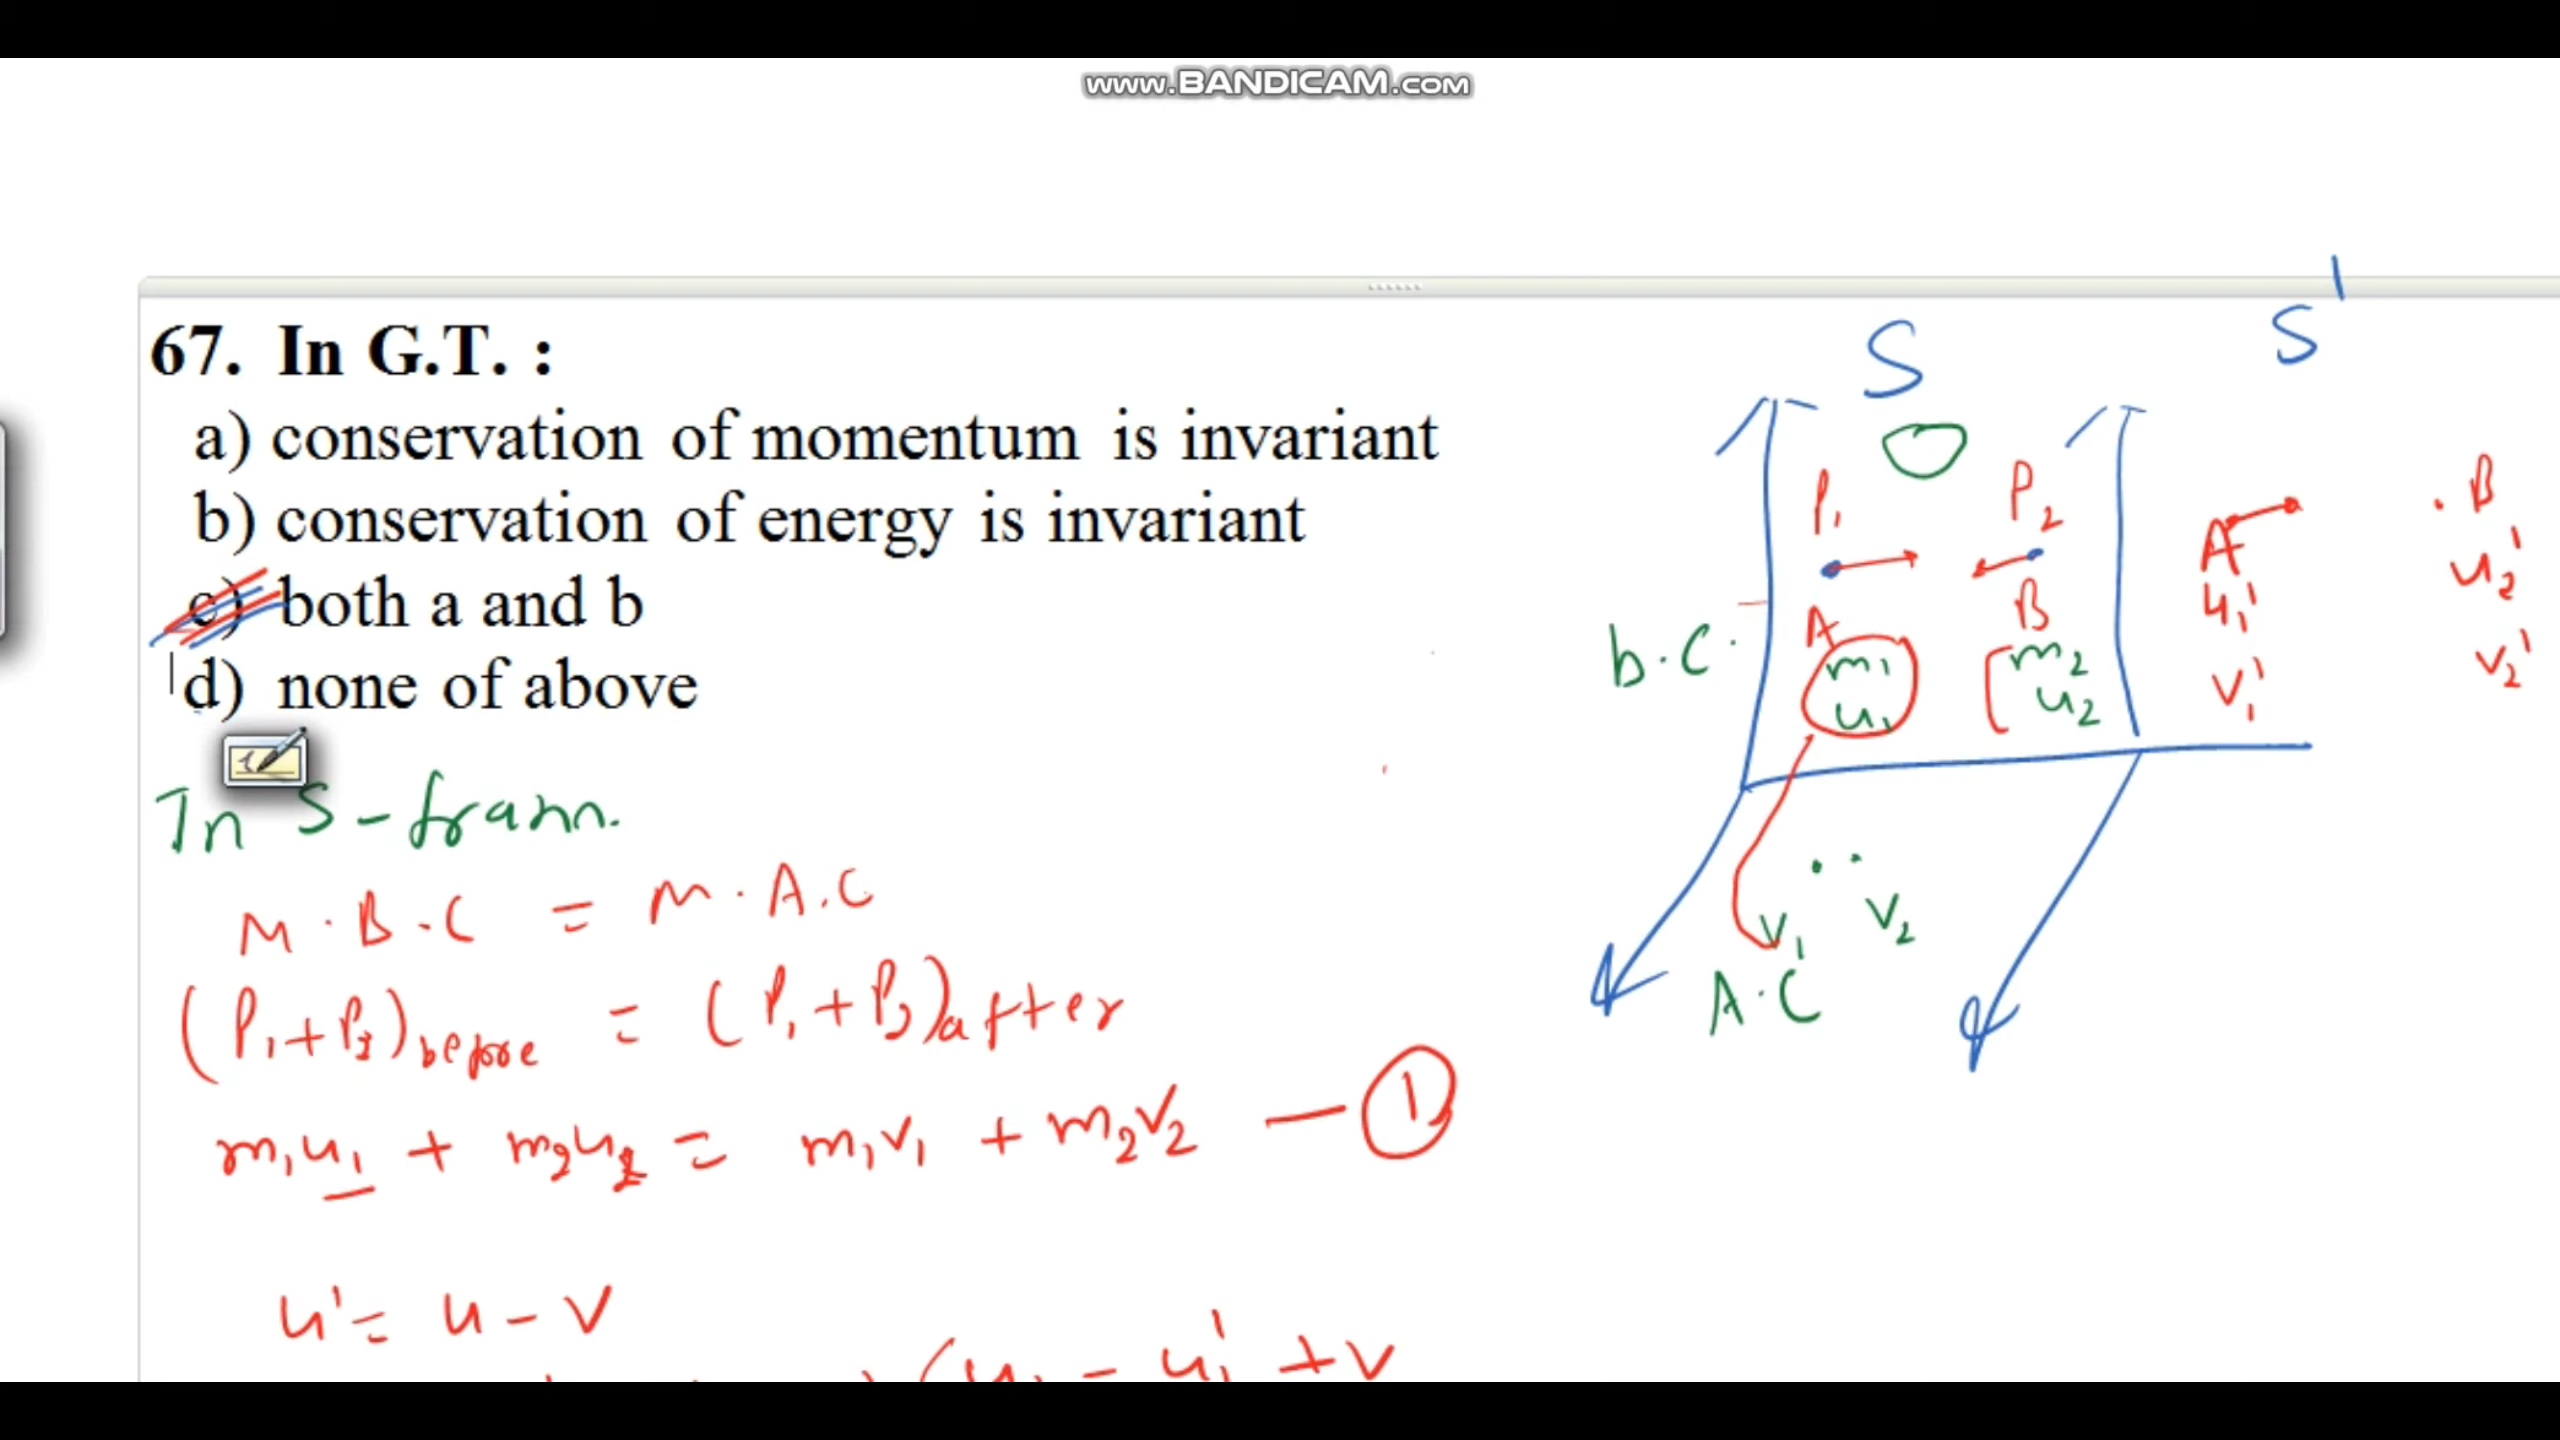 www.BANDICAM.com
67. In G.T. :
a) conservation of momentum is invariant
b) conservation of energy is invariant
c) both a and b
d) none of above
In S-fram.
M.B.C = M.A.C
(P₁+P₂)before = (P₁+P₂)after
m₁u₁ + m₂u₂ = m₁v₁ + m₂v₂ — ①
u' = u - v
u₁ = u₁' + v
S
S'
P₁
P₂
A
B
b.C.
m₁
u₁
m₂
u₂
A
u₁'
v₁'
. B
u₂'
v₂'
v₁
v₂
A.C